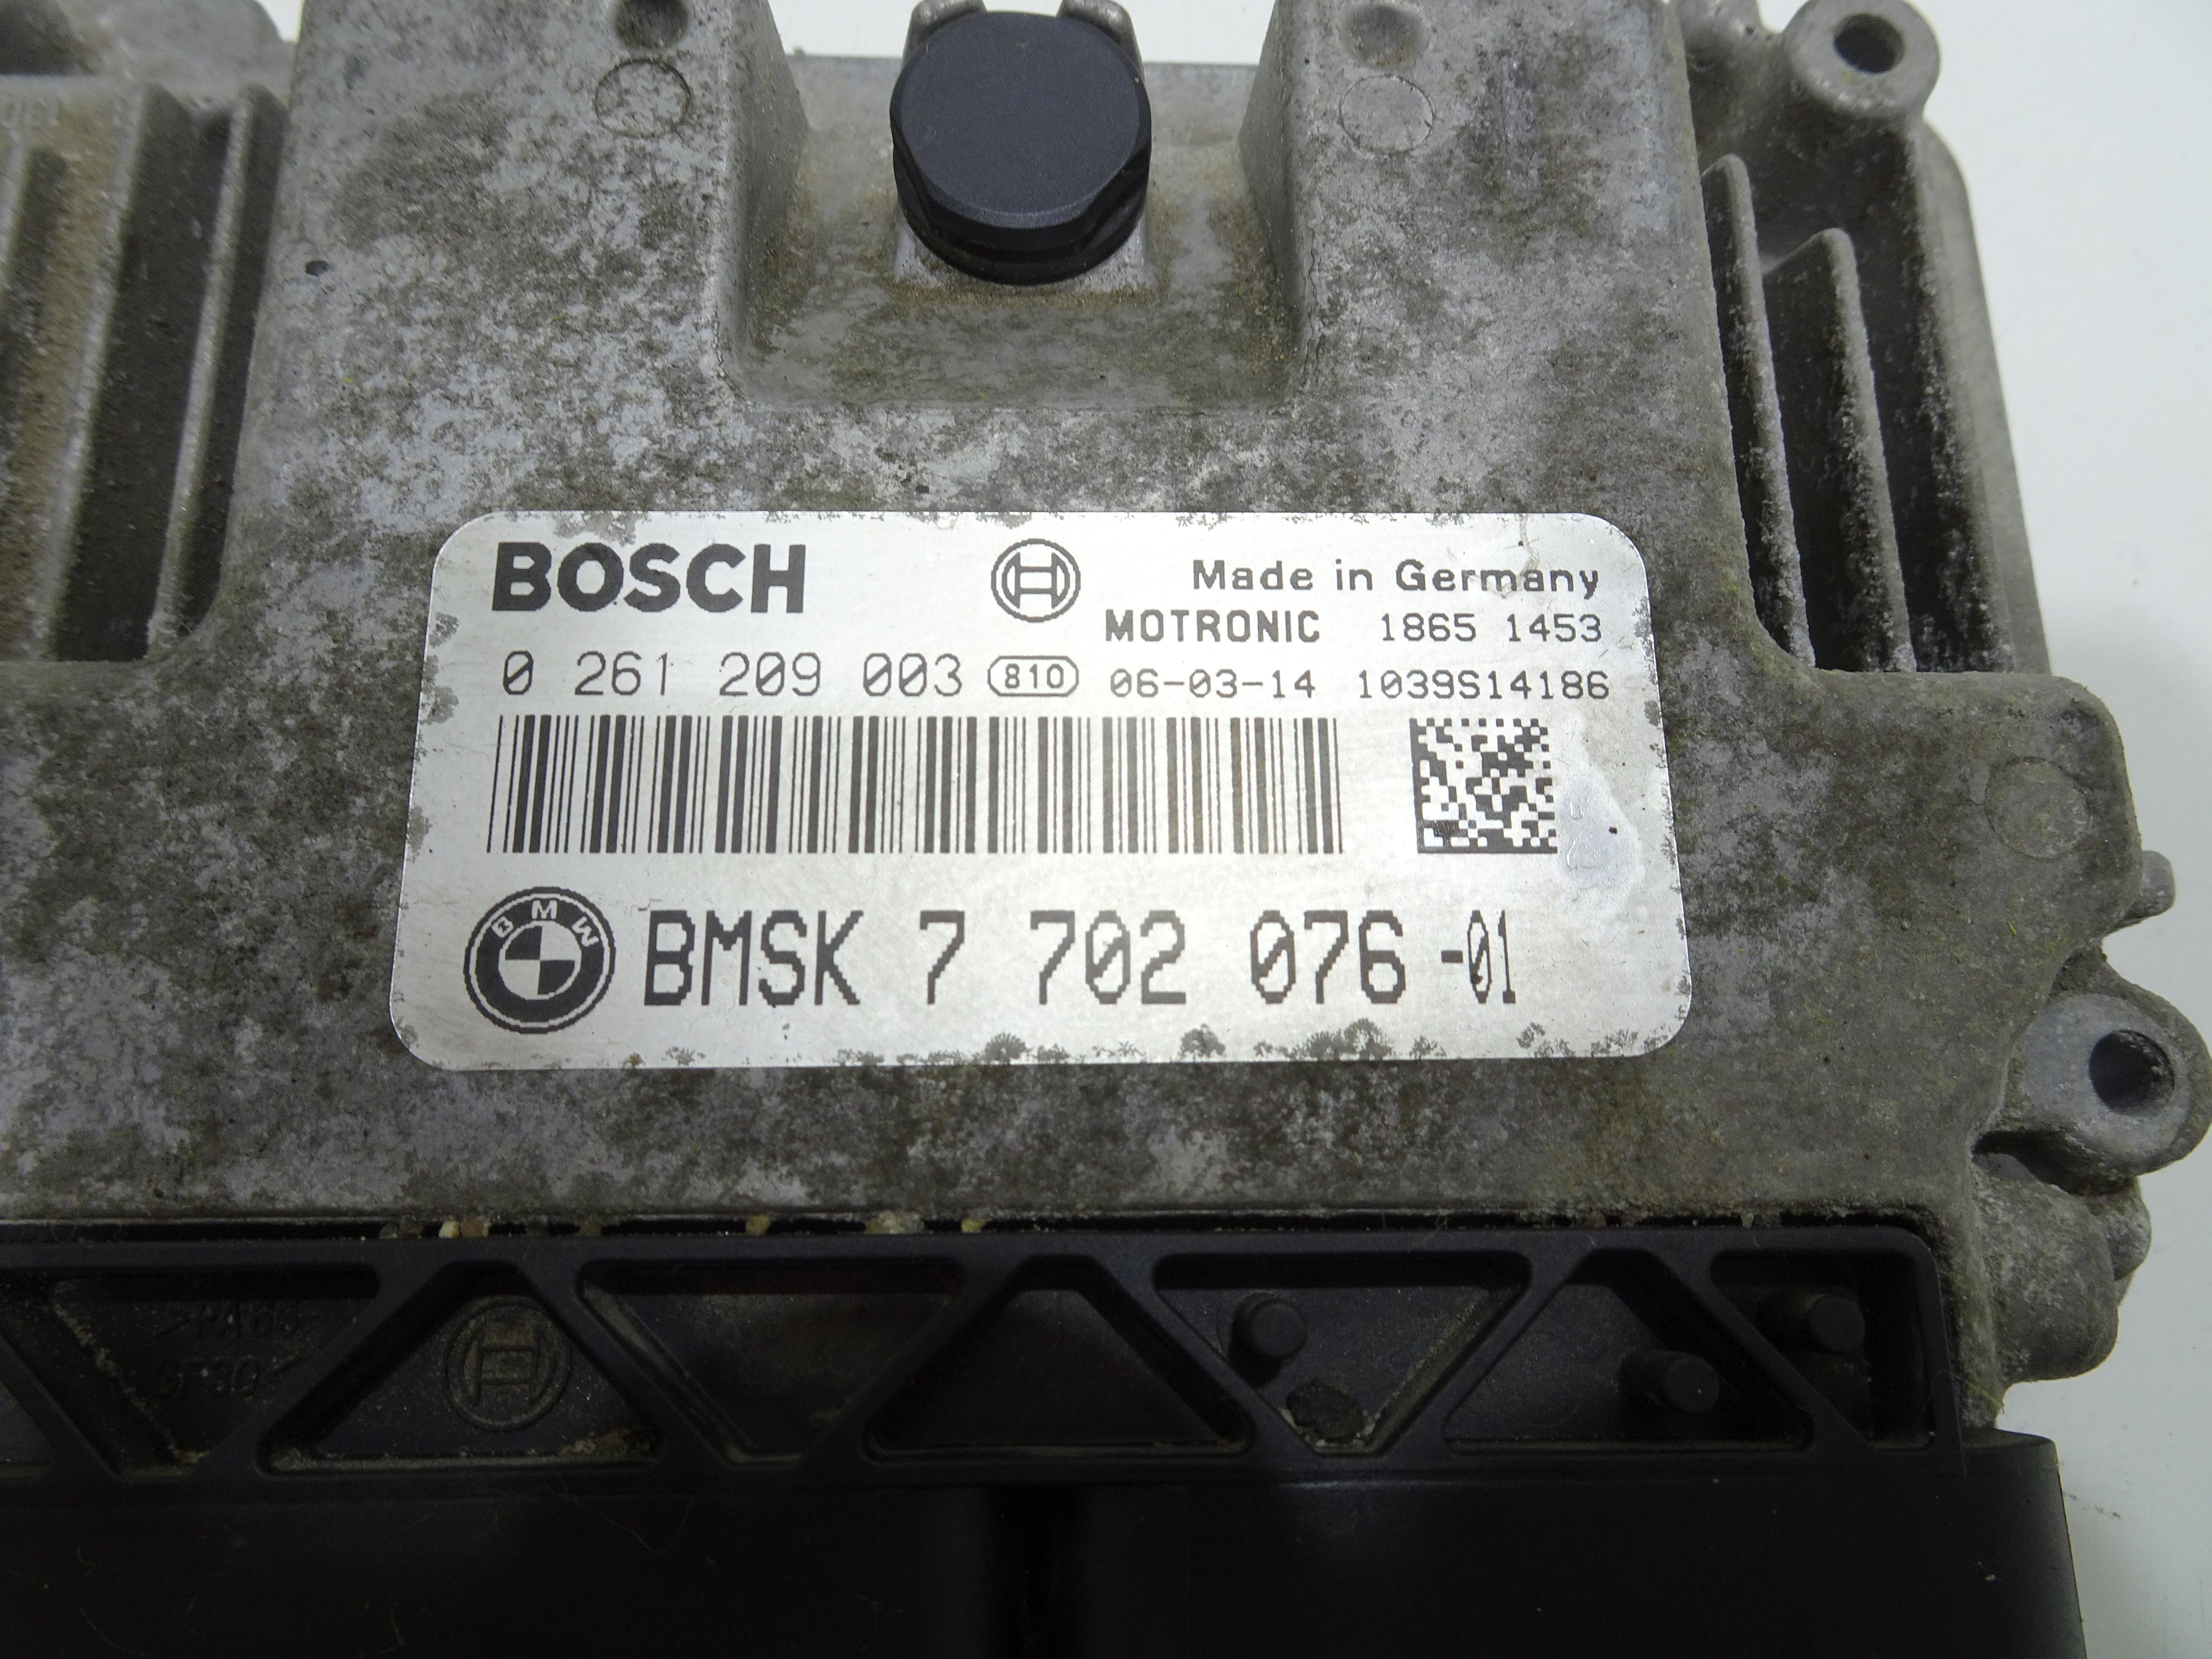 BOSCH
Made in Germany
MOTRONIC 1865 1453
0 261 209 003 810 06-03-14 1039S14186
BMW BMSK 7 702 076 -01